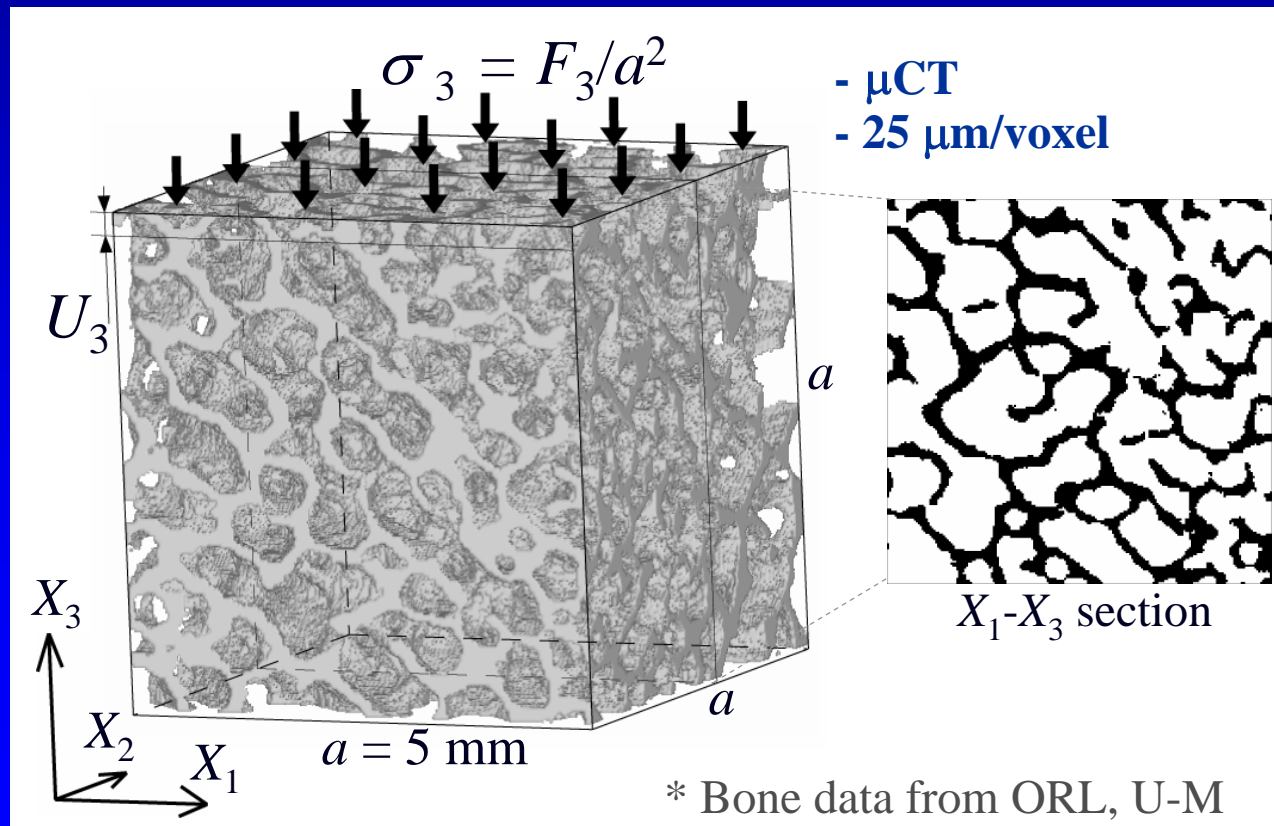 σ₃ = F₃/a²
- μCT
- 25 μm/voxel
U₃
a
X₁-X₃ section
X₃
a
X₂
X₁
a = 5 mm
* Bone data from ORL, U-M